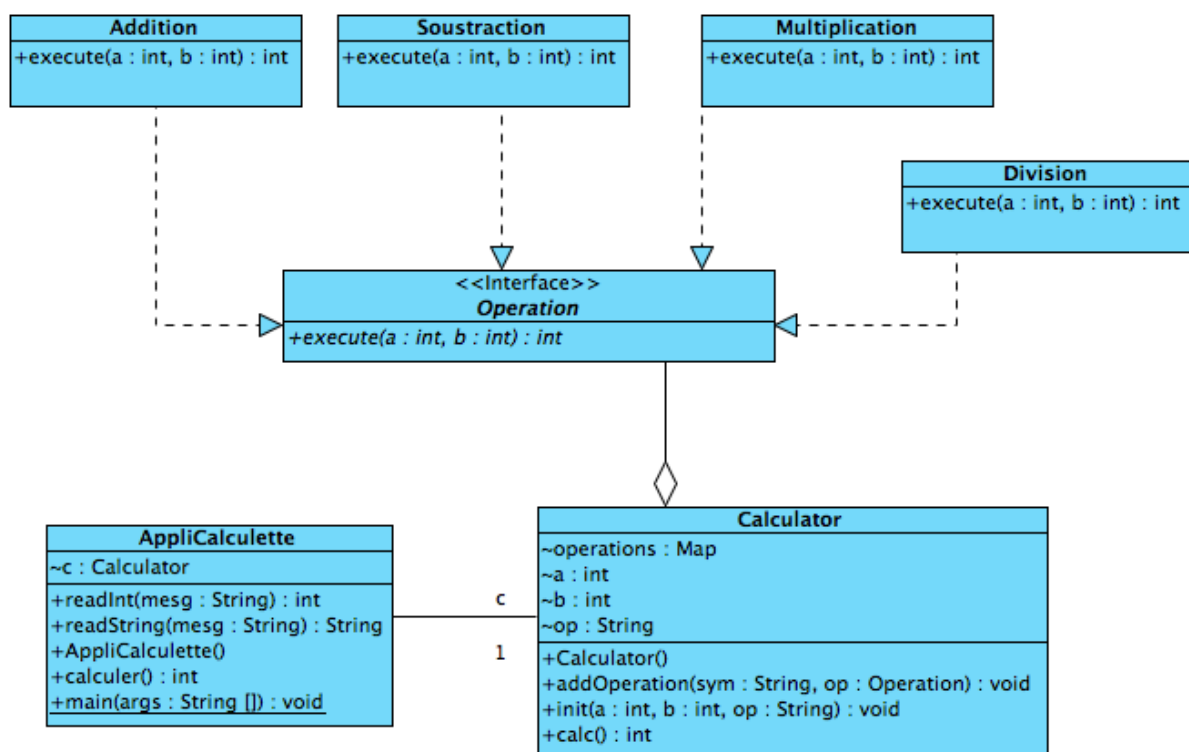 Addition
+execute(a : int, b : int) : int
Soustraction
+execute(a : int, b : int) : int
Multiplication
+execute(a : int, b : int) : int
Division
+execute(a : int, b : int) : int
<<Interface>>
Operation
+execute(a : int, b : int) : int
AppliCalculette
~c : Calculator
+readInt(mesg : String) : int
+readString(mesg : String) : String
+AppliCalculette()
+calculer() : int
+main(args : String []) : void
c
1
Calculator
~operations : Map
~a : int
~b : int
~op : String
+Calculator()
+addOperation(sym : String, op : Operation) : void
+init(a : int, b : int, op : String) : void
+calc() : int